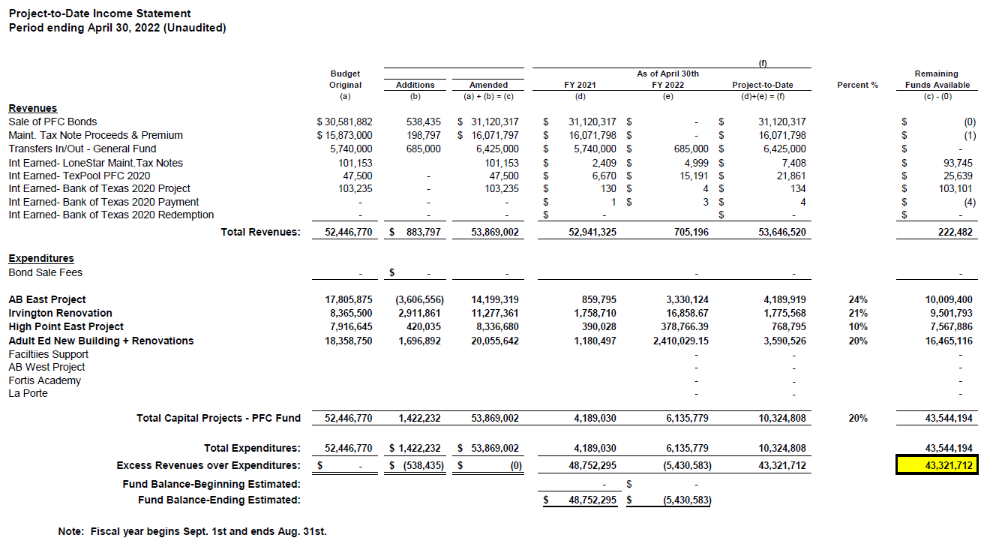 Project-to-Date Income Statement
Period ending April 30, 2022 (Unaudited)
(f)
Budget As of April 30th Remaining
Original Additions Amended FY 2021 FY 2022 Project-to-Date Percent % Funds Available
(a) (b) (a) + (b) = (c) (d) (e) (d)+(e) = (f) (c) - (0)
Revenues
Sale of PFC Bonds $ 30,581,882 538,435 $ 31,120,317 $ 31,120,317 $ - $ 31,120,317 $ (0)
Maint. Tax Note Proceeds & Premium $ 15,873,000 198,797 $ 16,071,797 $ 16,071,798 $ - $ 16,071,798 $ (1)
Transfers In/Out - General Fund 5,740,000 685,000 6,425,000 $ 5,740,000 $ 685,000 $ 6,425,000 $ -
Int Earned- LoneStar Maint.Tax Notes 101,153 101,153 $ 2,409 $ 4,999 $ 7,408 $ 93,745
Int Earned- TexPool PFC 2020 47,500 - 47,500 $ 6,670 $ 15,191 $ 21,861 $ 25,639
Int Earned- Bank of Texas 2020 Project 103,235 - 103,235 $ 130 $ 4 $ 134 $ 103,101
Int Earned- Bank of Texas 2020 Payment - - - $ 1 $ 3 $ 4 $ (4)
Int Earned- Bank of Texas 2020 Redemption - - - $ - $ - $ -
Total Revenues: 52,446,770 $ 883,797 53,869,002 52,941,325 705,196 53,646,520 222,482
Expenditures
Bond Sale Fees - $ - - - - -
AB East Project 17,805,875 (3,606,556) 14,199,319 859,795 3,330,124 4,189,919 24% 10,009,400
Irvington Renovation 8,365,500 2,911,861 11,277,361 1,758,710 16,858.67 1,775,568 21% 9,501,793
High Point East Project 7,916,645 420,035 8,336,680 390,028 378,766.39 768,795 10% 7,567,886
Adult Ed New Building + Renovations 18,358,750 1,696,892 20,055,642 1,180,497 2,410,029.15 3,590,526 20% 16,465,116
Faciltiies Support - - -
AB West Project - - -
Fortis Academy - - -
La Porte - - -
Total Capital Projects - PFC Fund 52,446,770 1,422,232 53,869,002 4,189,030 6,135,779 10,324,808 20% 43,544,194
Total Expenditures: 52,446,770 $ 1,422,232 $ 53,869,002 4,189,030 6,135,779 10,324,808 43,544,194
Excess Revenues over Expenditures: $ - $ (538,435) $ (0) 48,752,295 (5,430,583) 43,321,712 43,321,712
Fund Balance-Beginning Estimated: - $ -
Fund Balance-Ending Estimated: $ 48,752,295 $ (5,430,583)
Note: Fiscal year begins Sept. 1st and ends Aug. 31st.